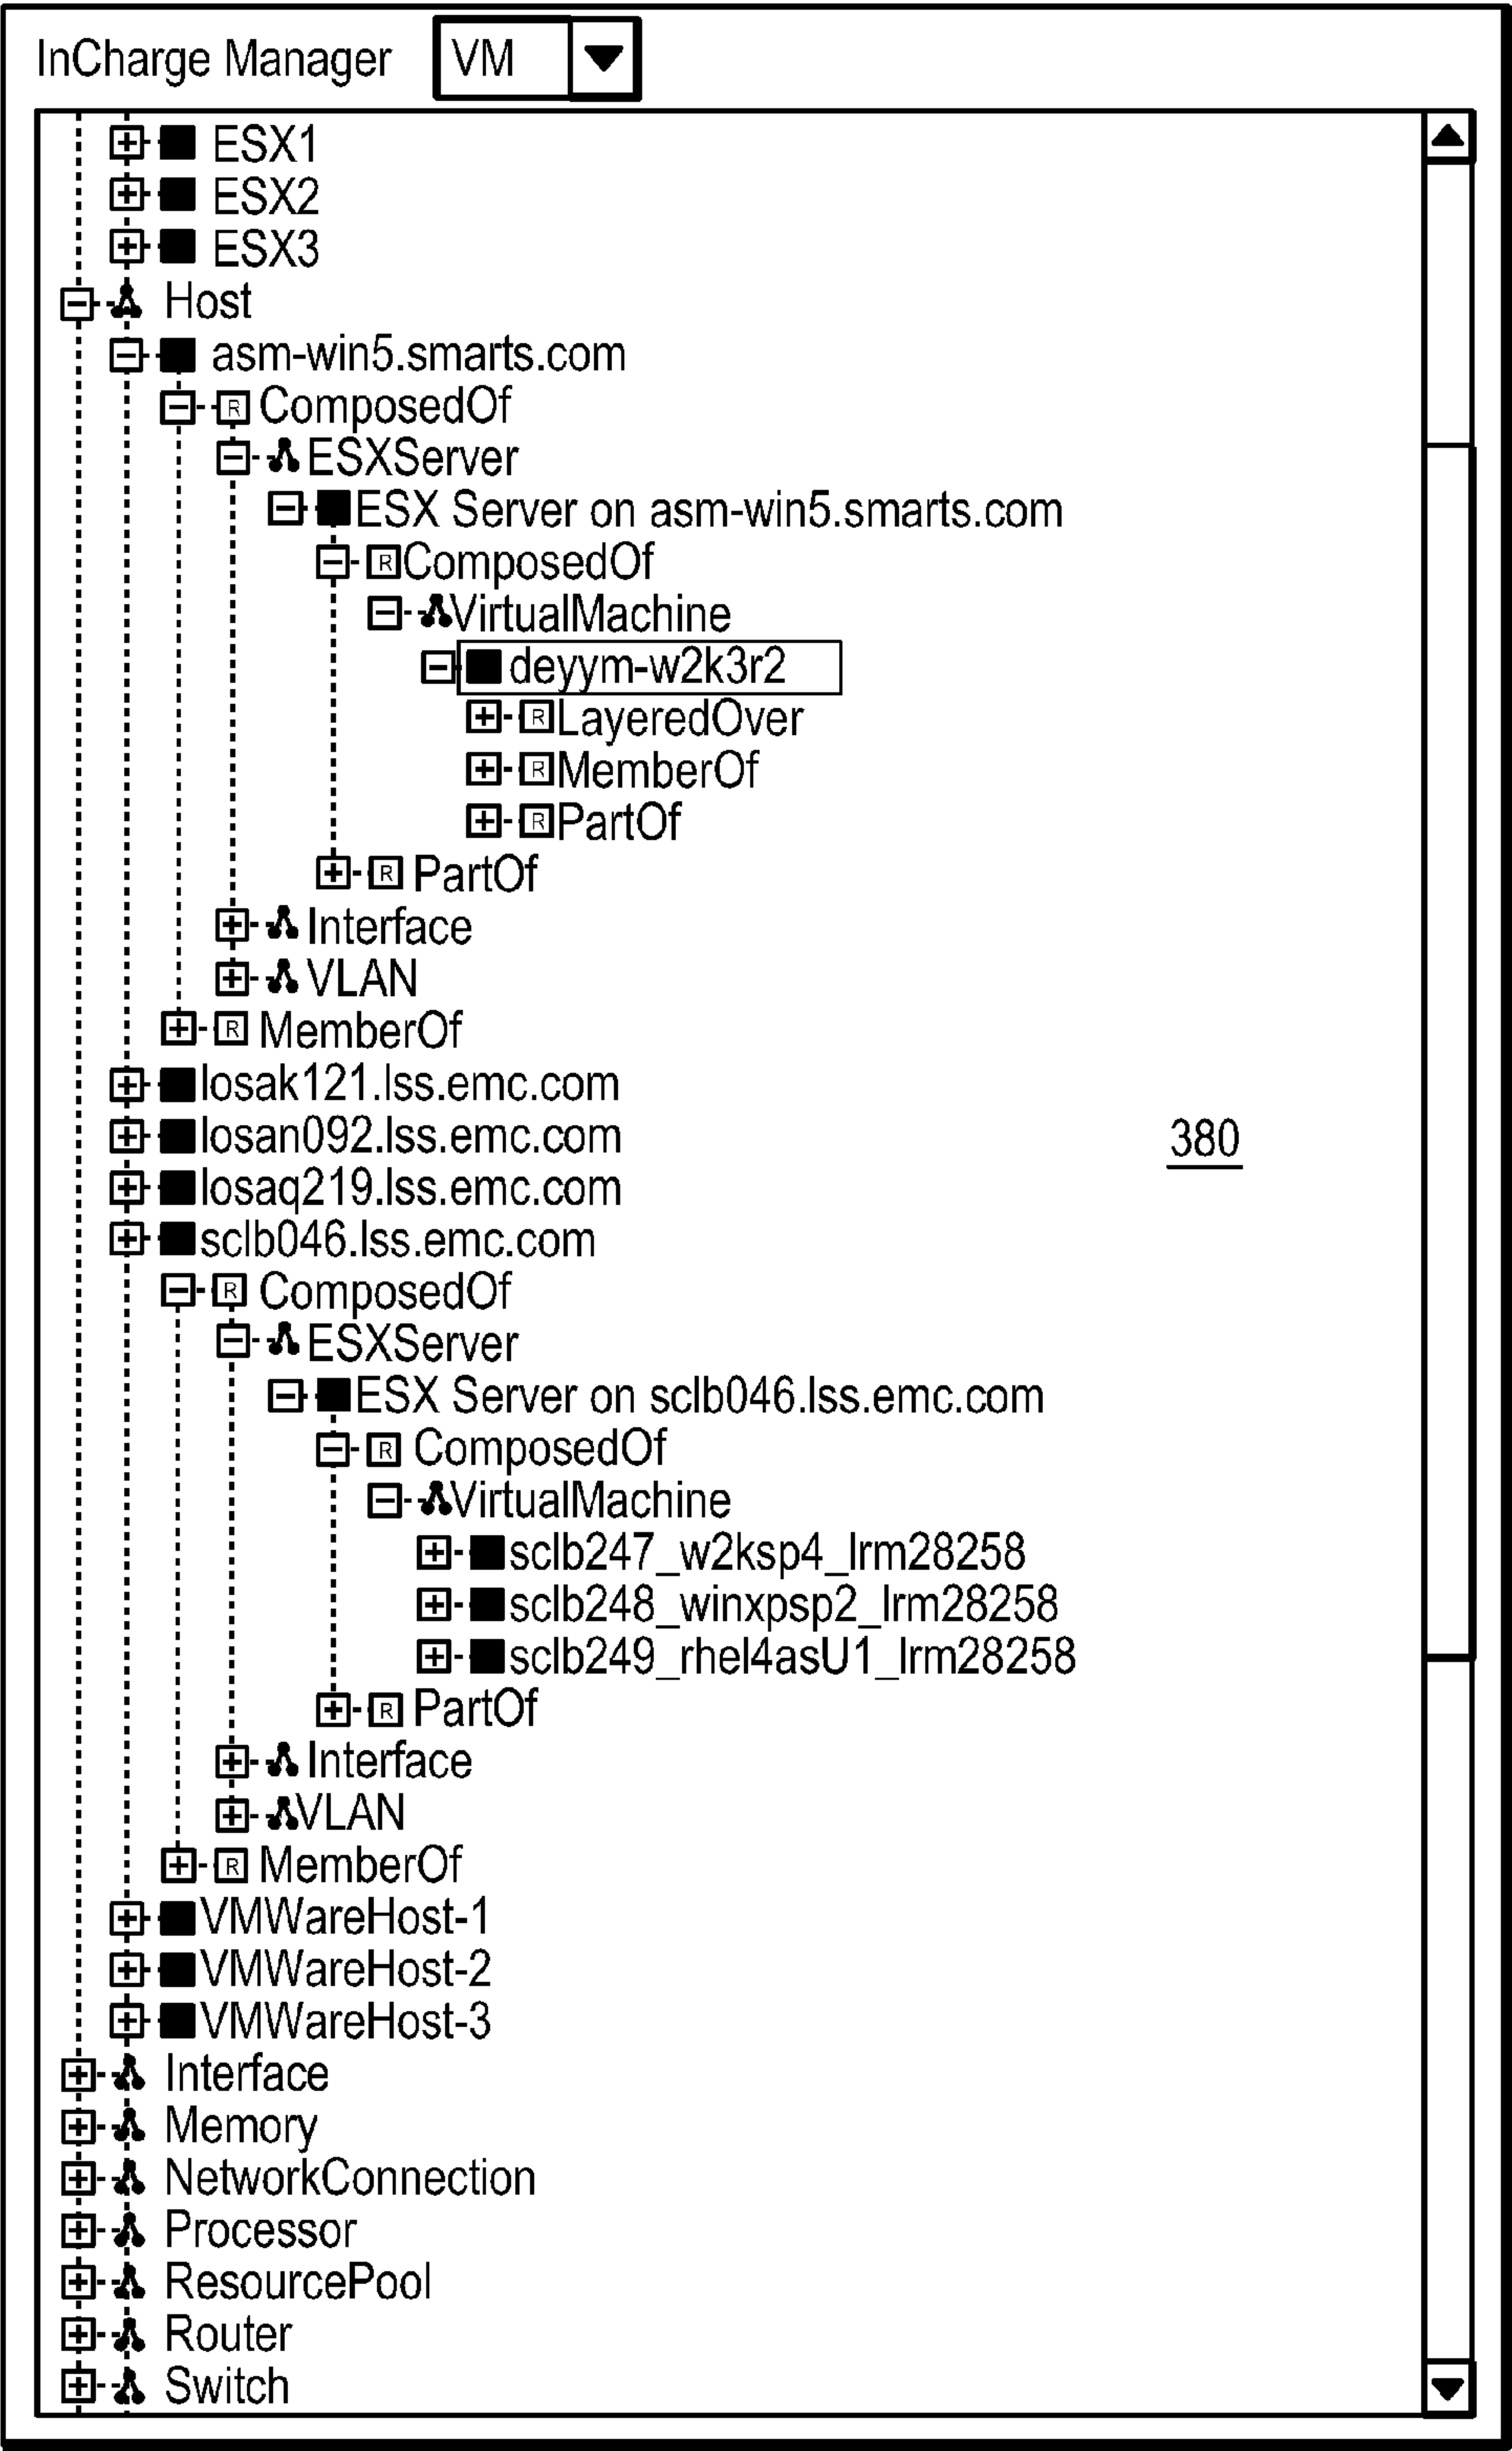 InCharge Manager VM
ESX1
ESX2
ESX3
Host
asm-win5.smarts.com
R ComposedOf
ESXServer
ESX Server on asm-win5.smarts.com
R ComposedOf
VirtualMachine
deyym-w2k3r2
R LayeredOver
R MemberOf
R PartOf
R PartOf
Interface
VLAN
R MemberOf
losak121.lss.emc.com
losan092.lss.emc.com
380
losaq219.lss.emc.com
sclb046.lss.emc.com
R ComposedOf
ESXServer
ESX Server on sclb046.lss.emc.com
R ComposedOf
VirtualMachine
sclb247_w2ksp4_lrm28258
sclb248_winxpsp2_lrm28258
sclb249_rhel4asU1_lrm28258
R PartOf
Interface
VLAN
R MemberOf
VMWareHost-1
VMWareHost-2
VMWareHost-3
Interface
Memory
NetworkConnection
Processor
ResourcePool
Router
Switch